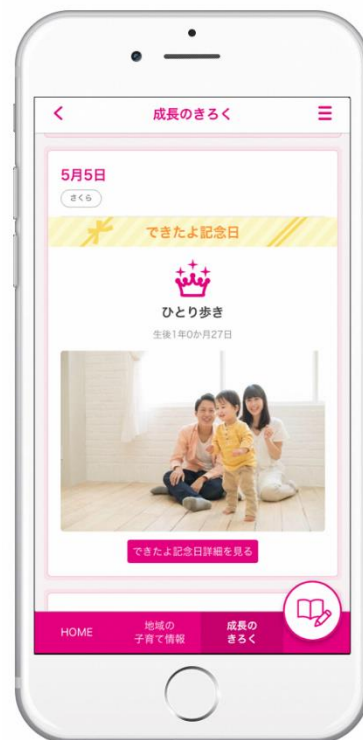 成長のきろく
5月5日
さくら
できたよ記念日
ひとり歩き
生後1年0か月27日
できたよ記念日詳細を見る
HOME
地域の
子育て情報
成長の
きろく